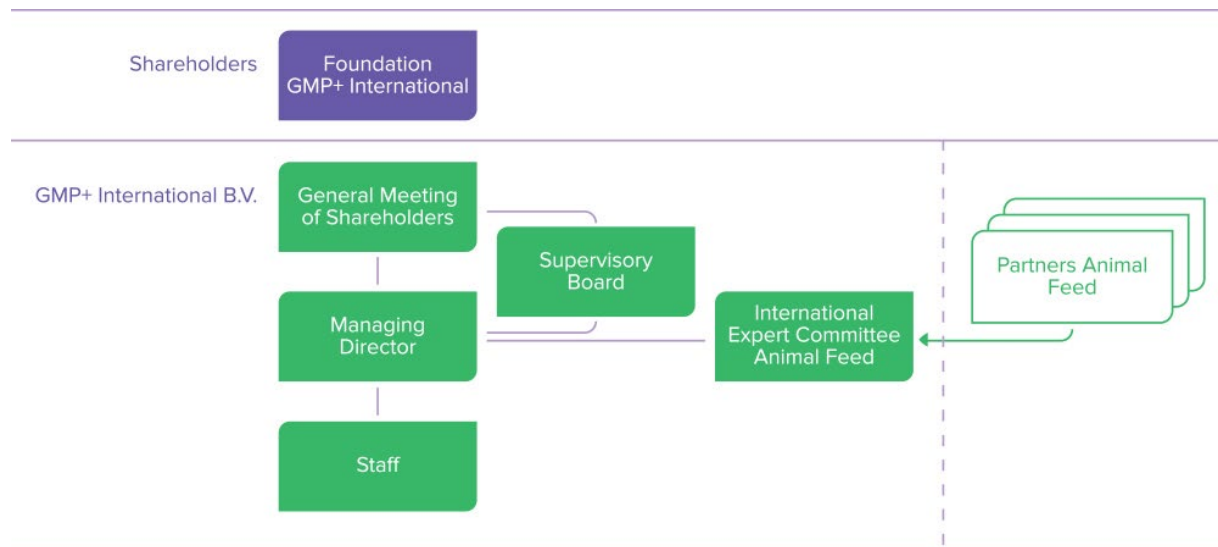 Shareholders
Foundation
GMP+ International
GMP+ International B.V.
General Meeting
of Shareholders
Supervisory
Board
Partners Animal
Feed
Managing
Director
International
Expert Committee
Animal Feed
Staff